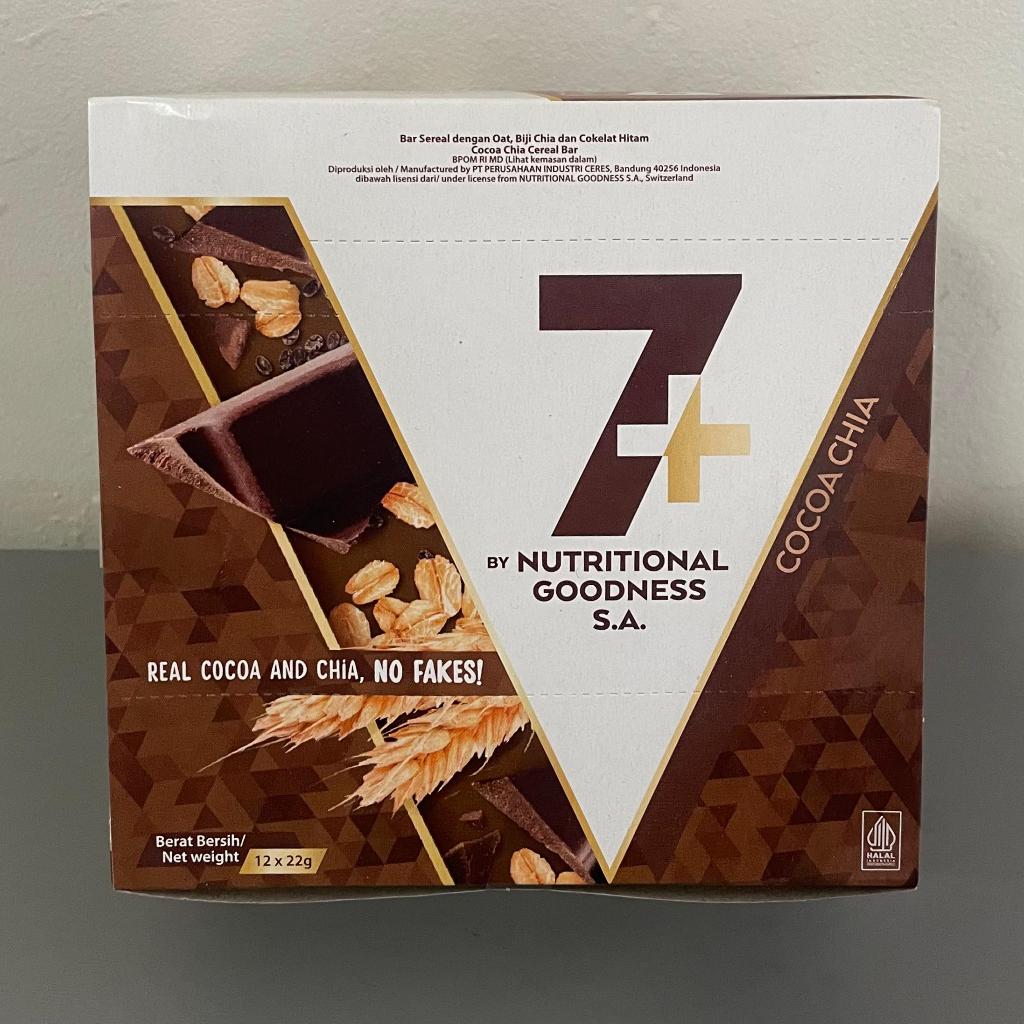 Bar Sereal dengan Oat, Biji Chia dan Cokelat Hitam
Cocoa Chia Cereal Bar
BPOM RI MD (Lihat kemasan dalam)
Diproduksi oleh / Manufactured by PT PERUSAHAAN INDUSTRI CERES, Bandung 40256 Indonesia
dibawah lisensi dari/ under license from NUTRITIONAL GOODNESS S.A., Switzerland
7+
BY NUTRITIONAL
GOODNESS
S.A.
COCOA CHIA
REAL COCOA AND CHiA, NO FAKES!
Berat Bersih/
Net weight 12 x 22g
HALAL
INDONESIA